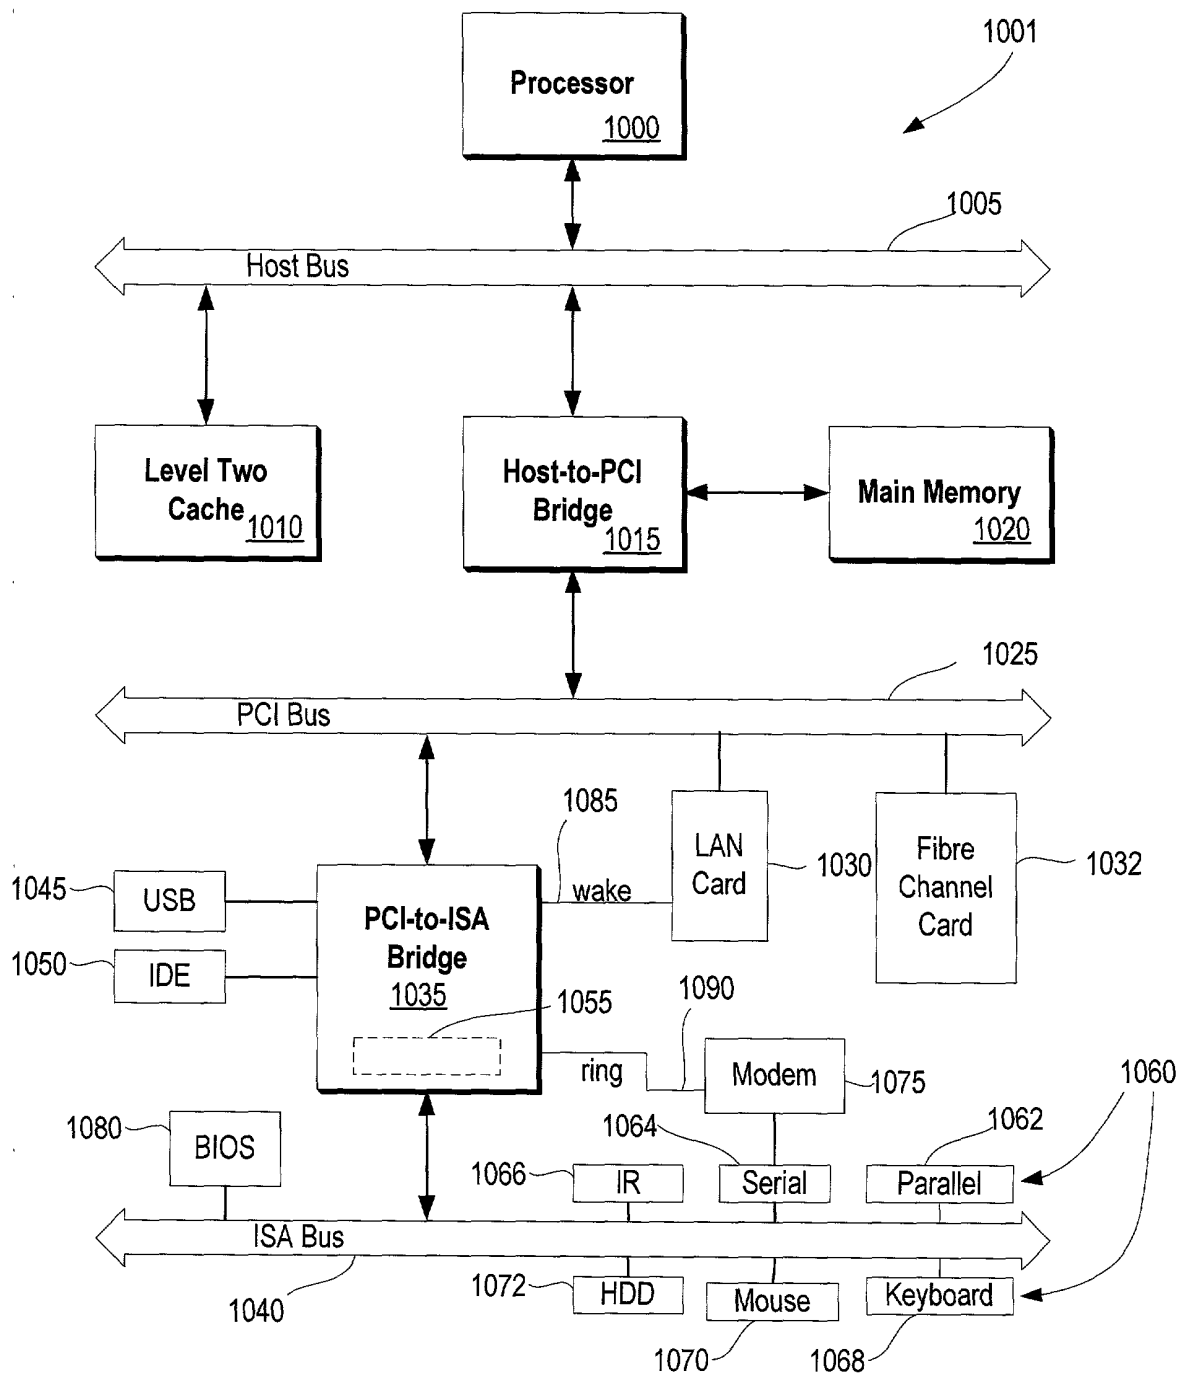 1001
Processor
1000
1005
Host Bus
Level Two
Cache
1010
Host-to-PCI
Bridge
1015
Main Memory
1020
1025
PCI Bus
1085
LAN
Card
1030
Fibre
Channel
Card
1032
1045
USB
wake
PCI-to-ISA
Bridge
1035
1050
IDE
1055
1090
ring
Modem
1075
1060
1080
BIOS
1064
1062
1066
IR
Serial
Parallel
ISA Bus
1040
1072
HDD
Mouse
Keyboard
1070
1068